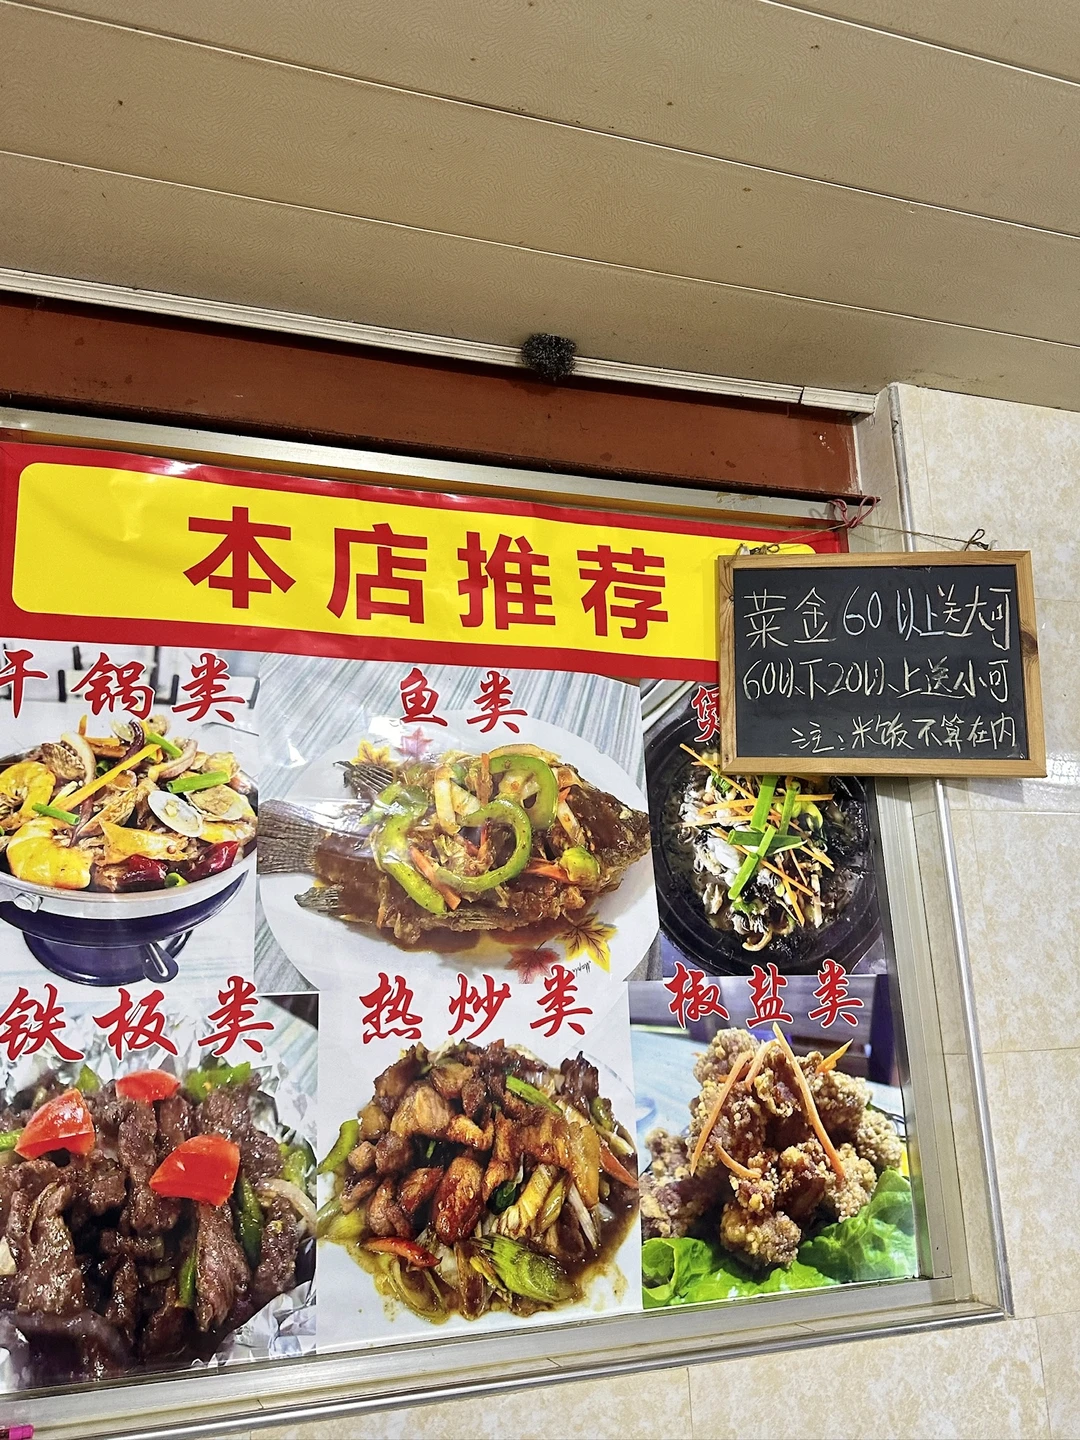 本店推荐
菜金60以上送大可
60以下20以上送小可
注:米饭不算在内
干锅类
鱼类
煲
铁板类
热炒类
椒盐类